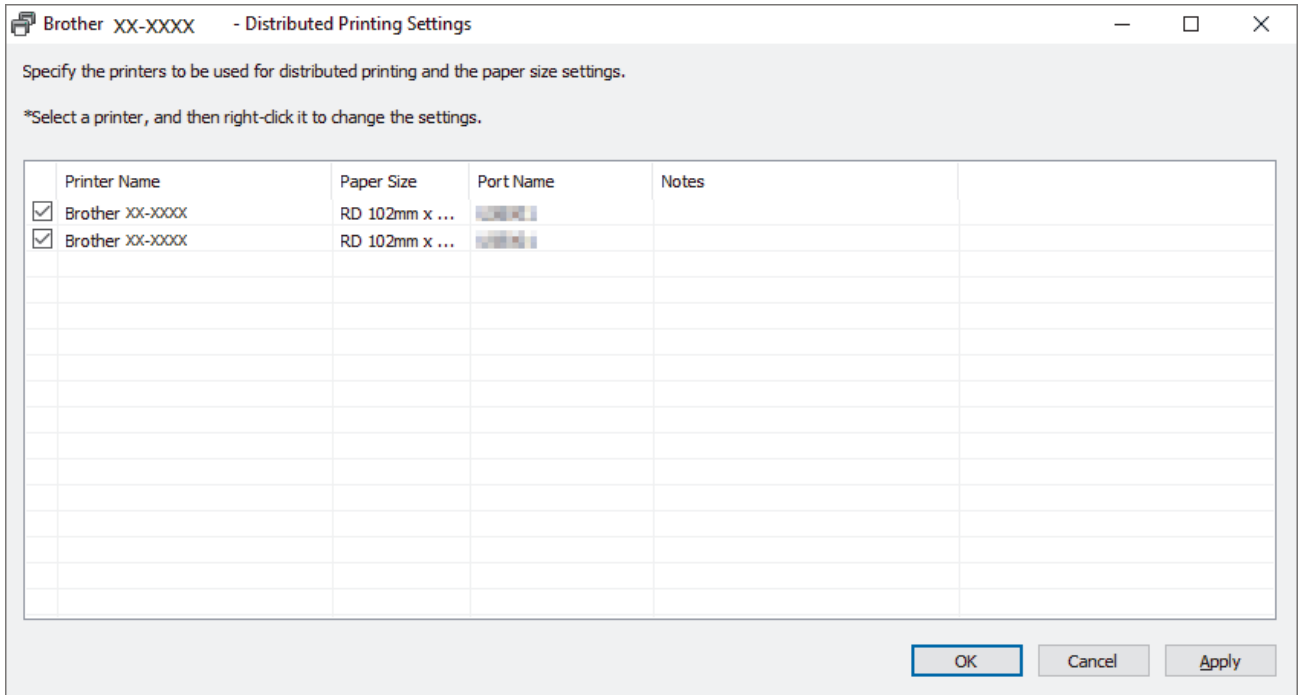 Brother XX-XXXX - Distributed Printing Settings
Specify the printers to be used for distributed printing and the paper size settings.
*Select a printer, and then right-click it to change the settings.
Printer Name Paper Size Port Name Notes
Brother XX-XXXX RD 102mm x ...
Brother XX-XXXX RD 102mm x ...
OK Cancel Apply